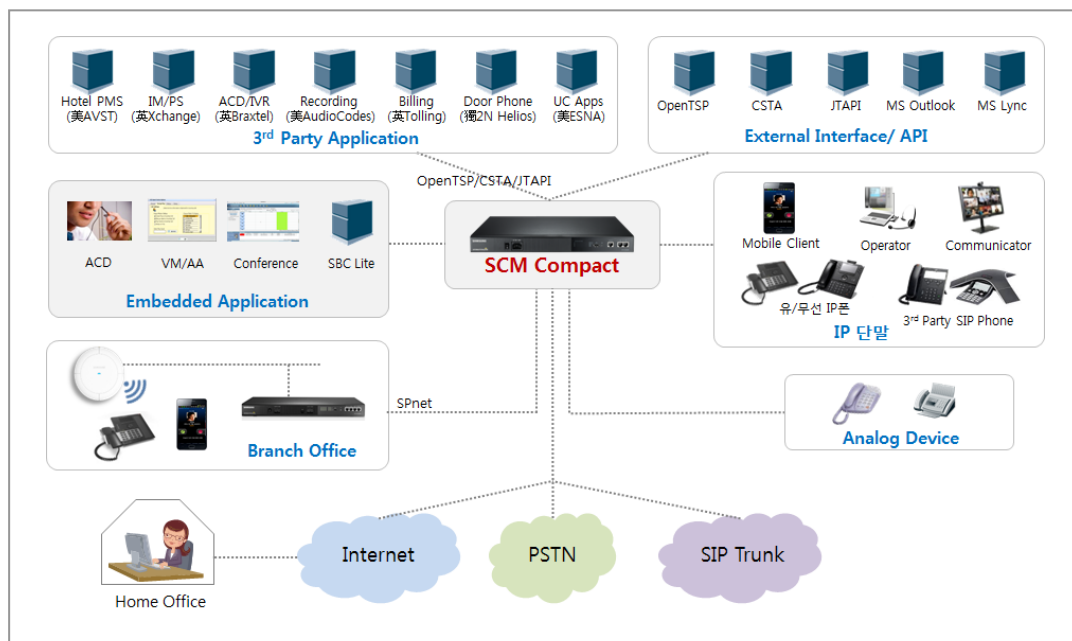 Hotel PMS
(美AVST)
IM/PS
(英Xchange)
ACD/IVR
(英Braxtel)
Recording
(美AudioCodes)
Billing
(英Tolling)
Door Phone
(獨2N Helios)
UC Apps
(美ESNA)
3rd Party Application
OpenTSP
CSTA
JTAPI
MS Outlook
MS Lync
External Interface/ API
OpenTSP/CSTA/JTAPI
ACD
VM/AA
Conference
SBC Lite
Embedded Application
SCM Compact
Mobile Client
Operator
Communicator
유/무선 IP폰
3rd Party SIP Phone
IP 단말
SPnet
Branch Office
Analog Device
Home Office
Internet
PSTN
SIP Trunk